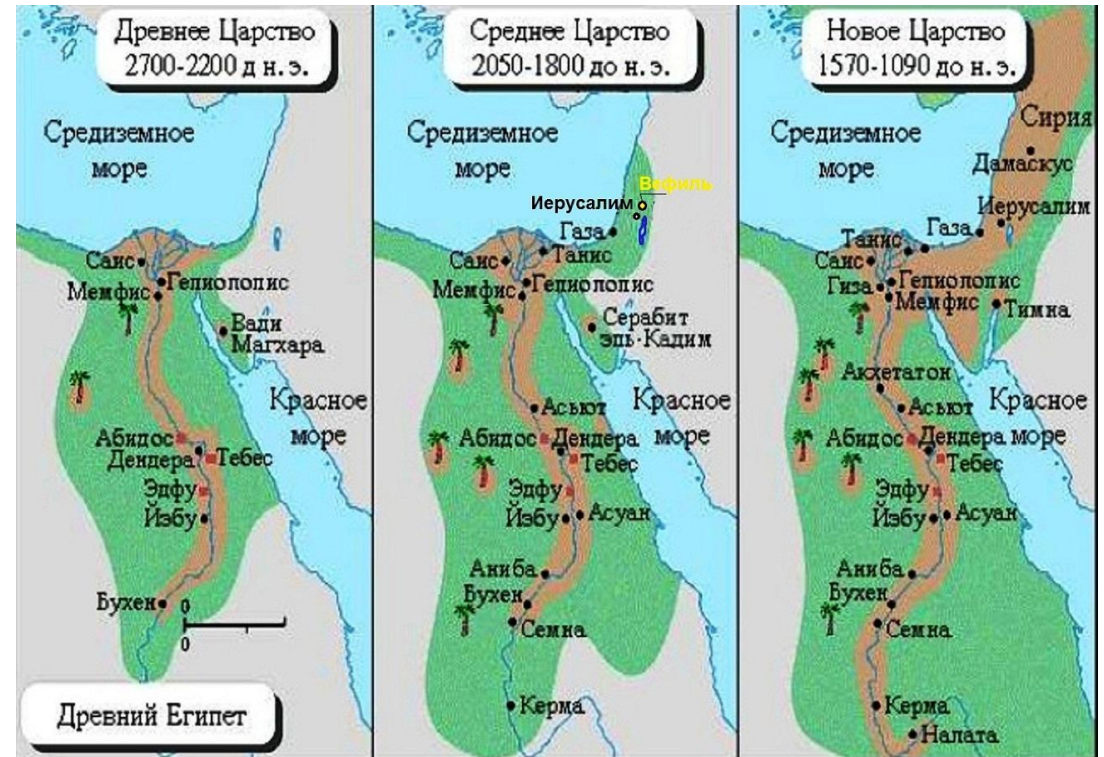 Древнее Царство
2700-2200 д н. э.
Средиземное
море
Саис
Гелиолопис
Мемфис
Вади
Магхара
Красное
море
Абидос
Дендера
Тебес
Эдфу
Йэбу
Бухен
0
0
Древний Египет
Среднее Царство
2050-1800 до н. э.
Средиземное
море
Вефиль
Иерусалим
Газа
Танис
Саис
Гелиолопис
Мемфис
Серабит
эль-Кадим
Асьют
Красное
море
Абидос
Дендера
Тебес
Эдфу
Йэбу
Асуан
Аниба
Бухен
Семна
Керма
Новое Царство
1570-1090 до н. э.
Сирия
Средиземное
море
Дамаскус
Иерусалим
Газа
Танис
Саис
Гелиолопис
Гиза
Мемфис
Тимна
Акхетатон
Асьют
Красное
море
Абидос
Дендера
Тебес
Эдфу
Йэбу
Асуан
Аниба
Бухен
Семна
Керма
Налата